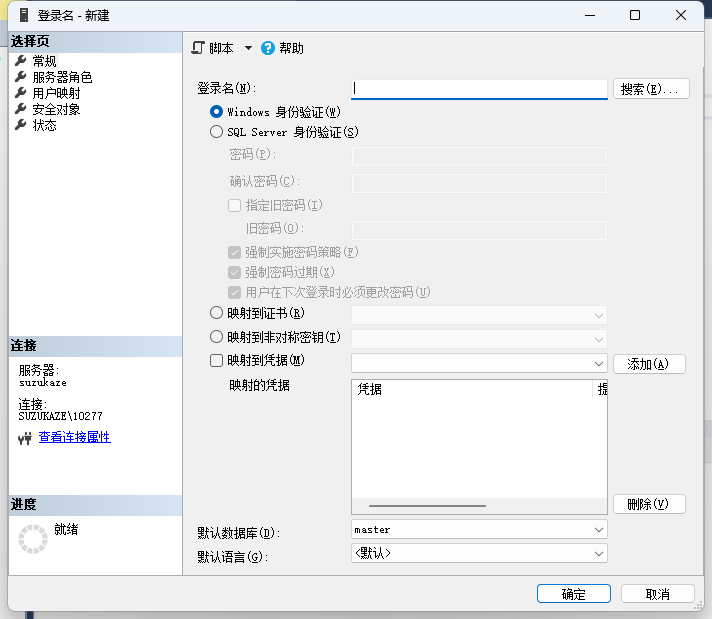 登录名 - 新建
选择页
常规
服务器角色
用户映射
安全对象
状态
连接
服务器:
suzukaze
连接:
SUZUKAZE\10277
查看连接属性
进度
就绪
脚本
帮助
登录名(N):
搜索(E)...
Windows 身份验证(W)
SQL Server 身份验证(S)
密码(P):
确认密码(C):
指定旧密码(I)
旧密码(O):
强制实施密码策略(F)
强制密码过期(X)
用户在下次登录时必须更改密码(U)
映射到证书(R)
映射到非对称密钥(T)
映射到凭据(M)
添加(A)
映射的凭据
凭据
提
删除(V)
默认数据库(D):
master
默认语言(G):
<默认>
确定
取消